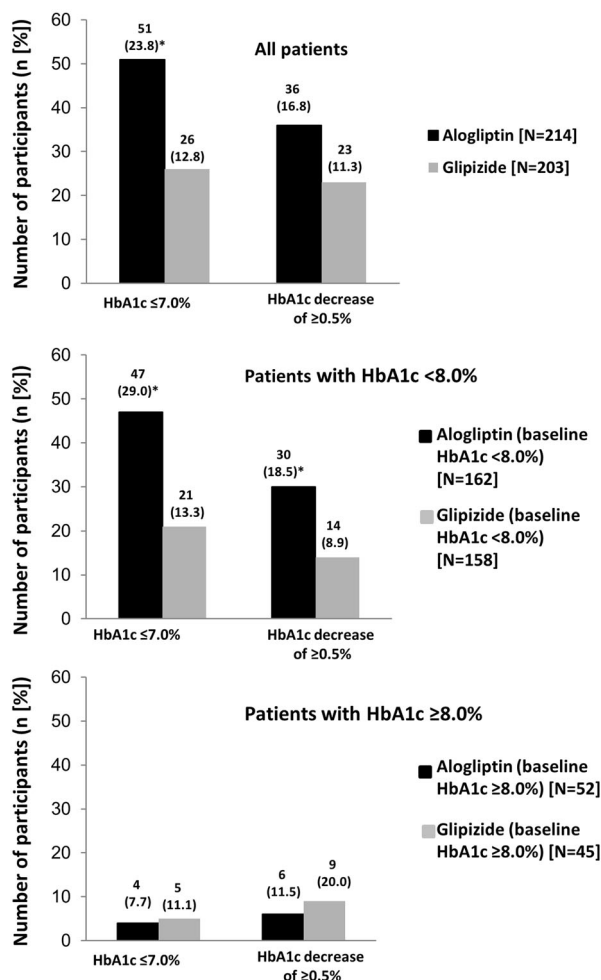 Number of participants (n [%])
60
50
40
30
20
10
0
All patients
51
(23.8)*
26
(12.8)
36
(16.8)
23
(11.3)
HbA1c ≤7.0%
HbA1c decrease
of ≥0.5%
Alogliptin [N=214]
Glipizide [N=203]
Number of participants (n [%])
60
50
40
30
20
10
0
Patients with HbA1c <8.0%
47
(29.0)*
21
(13.3)
30
(18.5)*
14
(8.9)
HbA1c ≤7.0%
HbA1c decrease
of ≥0.5%
Alogliptin (baseline
HbA1c <8.0%)
[N=162]
Glipizide (baseline
HbA1c <8.0%)
[N=158]
Number of participants (n [%])
60
50
40
30
20
10
0
Patients with HbA1c ≥8.0%
4
(7.7)
5
(11.1)
6
(11.5)
9
(20.0)
HbA1c ≤7.0%
HbA1c decrease
of ≥0.5%
Alogliptin (baseline
HbA1c ≥8.0%) [N=52]
Glipizide (baseline
HbA1c ≥8.0%) [N=45]